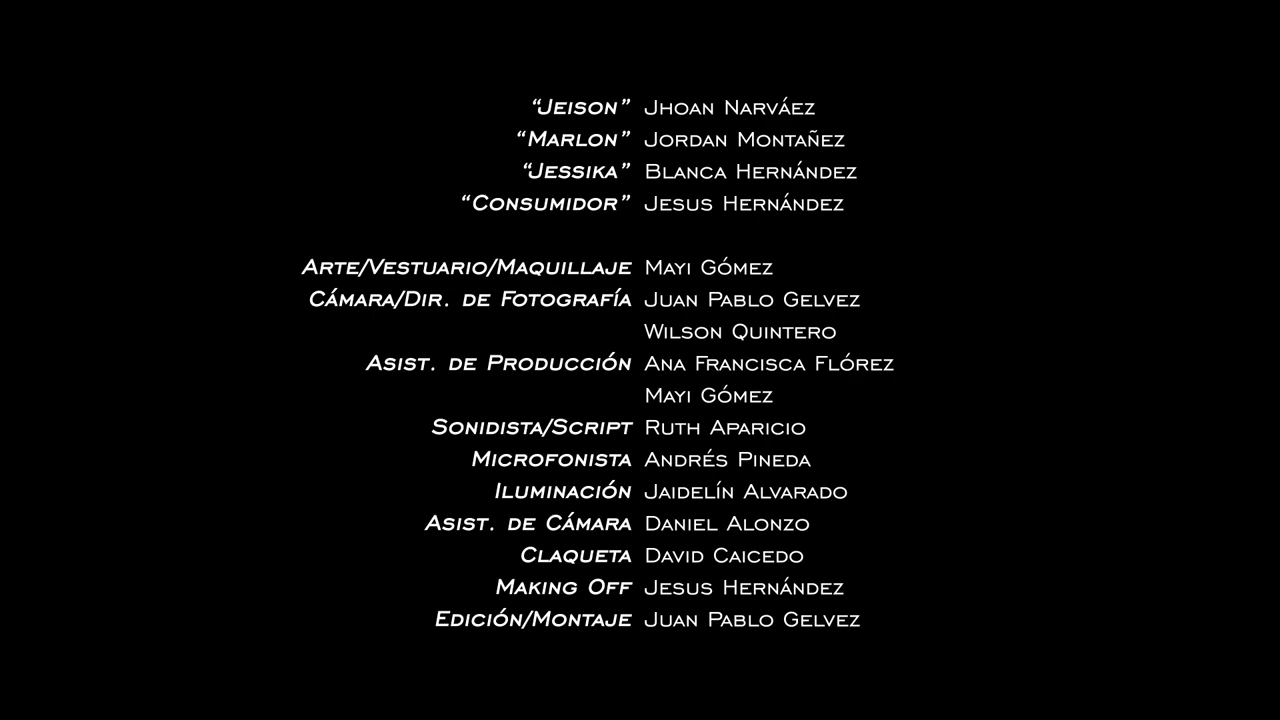 “Jeison” Jhoan Narváez
“Marlon” Jordan Montañez
“Jessika” Blanca Hernández
“Consumidor” Jesus Hernández
Arte/Vestuario/Maquillaje Mayi Gómez
Cámara/Dir. de Fotografía Juan Pablo Gelvez
Wilson Quintero
Asist. de Producción Ana Francisca Flórez
Mayi Gómez
Sonidista/Script Ruth Aparicio
Microfonista Andrés Pineda
Iluminación Jaidelín Alvarado
Asist. de Cámara Daniel Alonzo
Claqueta David Caicedo
Making Off Jesus Hernández
Edición/Montaje Juan Pablo Gelvez